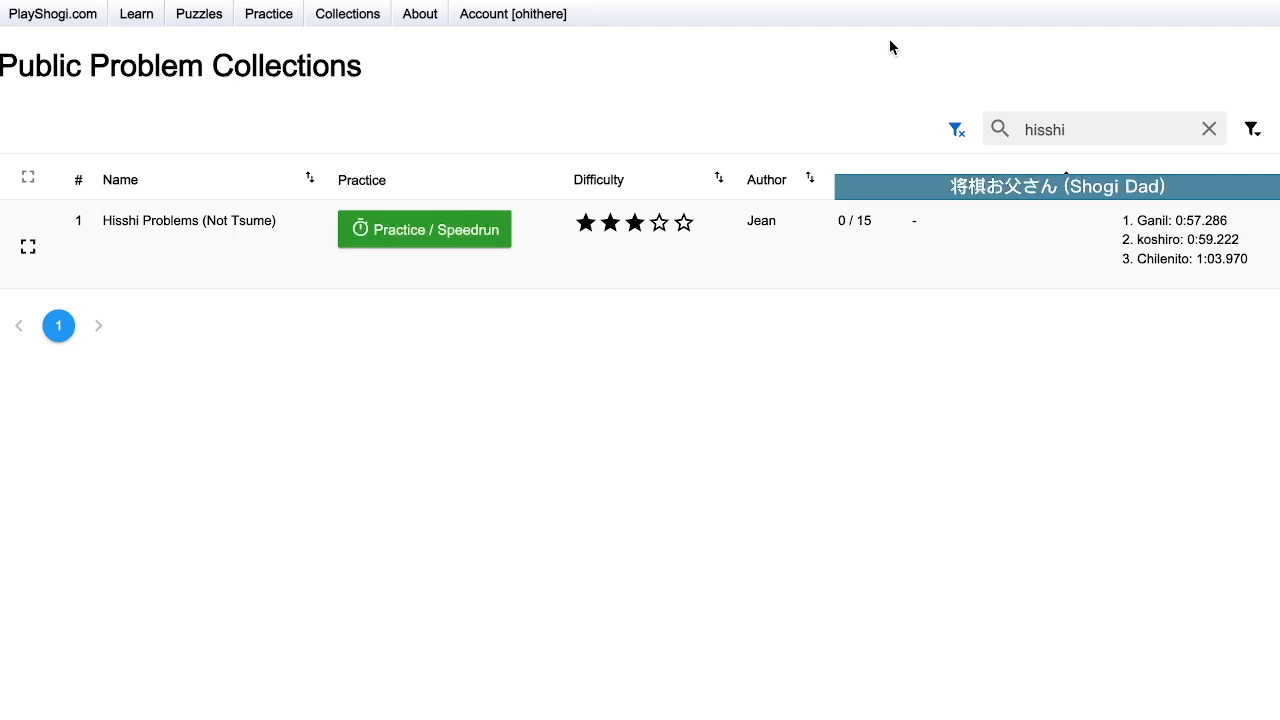 PlayShogi.com Learn Puzzles Practice Collections About Account [ohithere]
Public Problem Collections
hisshi
# Name Practice Difficulty Author
将棋お父さん (Shogi Dad)
1 Hisshi Problems (Not Tsume) Practice / Speedrun Jean 0 / 15 - 1. Ganil: 0:57.286
2. koshiro: 0:59.222
3. Chilenito: 1:03.970
1